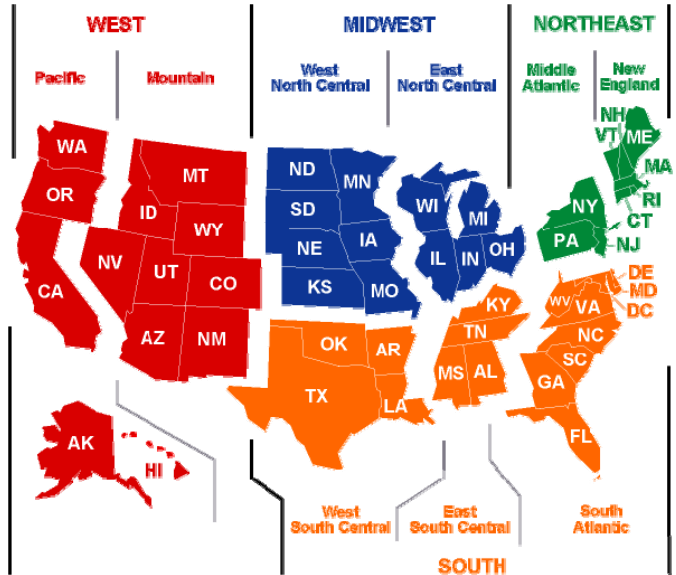 WEST
MIDWEST
NORTHEAST
Pacific
Mountain
West
North Central
East
North Central
Middle
Atlantic
New
England
WA
OR
CA
MT
ID
WY
NV
UT
CO
AZ
NM
AK
HI
ND
MN
SD
NE
IA
KS
MO
WI
MI
IL
IN
OH
NH
VT
ME
MA
RI
CT
NY
PA
NJ
OK
AR
TX
LA
KY
TN
MS
AL
DE
MD
DC
WV
VA
NC
SC
GA
FL
West
South Central
East
South Central
South
Atlantic
SOUTH